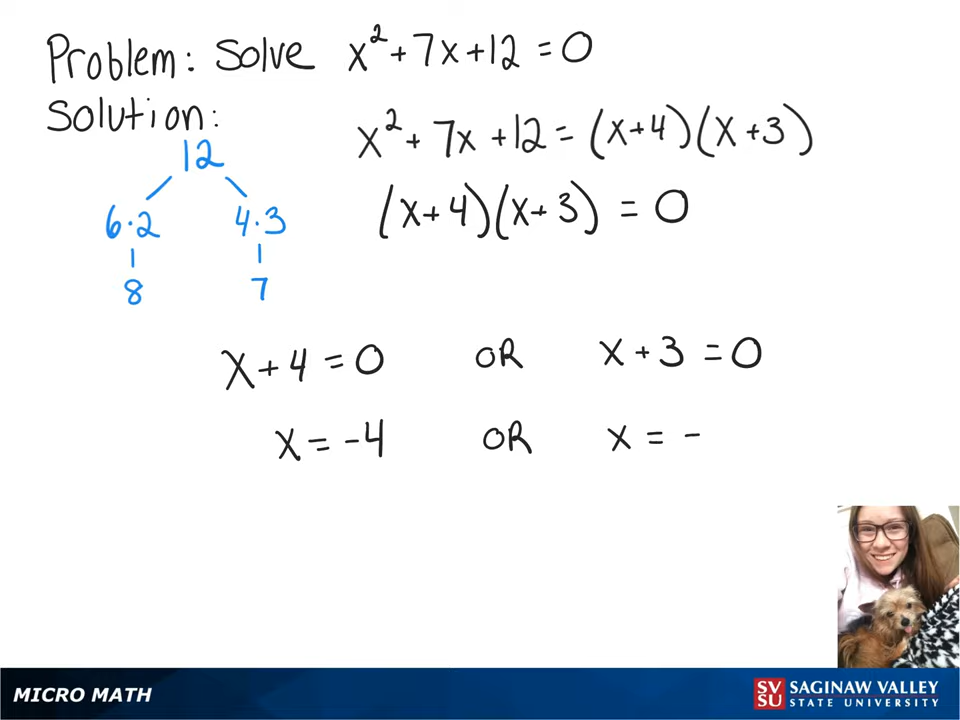 Problem: Solve x² + 7x + 12 = 0
Solution:
x² + 7x + 12 = (x+4)(x+3)
12
6·2 4·3
(x+4)(x+3) = 0
8 7
x + 4 = 0 OR x + 3 = 0
x = -4 OR x = -
MICRO MATH
SVSU SAGINAW VALLEY
STATE UNIVERSITY